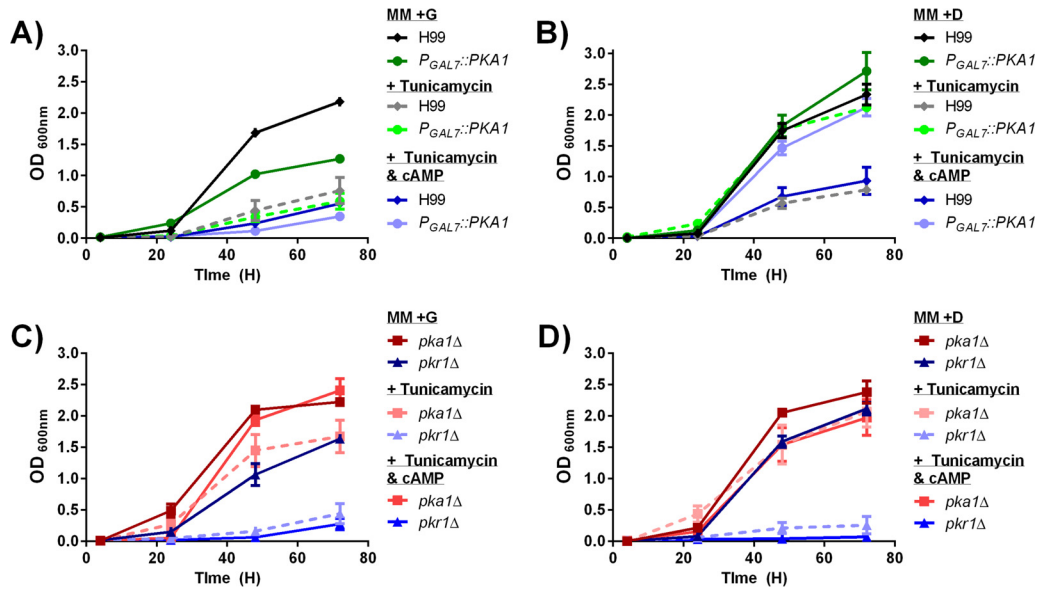 A)
3.0
2.5
2.0
1.5
1.0
0.5
0.0
OD 600nm
0 20 40 60 80
TIme (H)
MM +G
H99
PGAL7::PKA1
+ Tunicamycin
H99
PGAL7::PKA1
+ Tunicamycin
& cAMP
H99
PGAL7::PKA1
B)
3.0
2.5
2.0
1.5
1.0
0.5
0.0
OD 600nm
0 20 40 60 80
TIme (H)
MM +D
H99
PGAL7::PKA1
+ Tunicamycin
H99
PGAL7::PKA1
+ Tunicamycin
& cAMP
H99
PGAL7::PKA1
C)
3.0
2.5
2.0
1.5
1.0
0.5
0.0
OD 600nm
0 20 40 60 80
TIme (H)
MM +G
pka1Δ
pkr1Δ
+ Tunicamycin
pka1Δ
pkr1Δ
+ Tunicamycin
& cAMP
pka1Δ
pkr1Δ
D)
3.0
2.5
2.0
1.5
1.0
0.5
0.0
OD 600nm
0 20 40 60 80
TIme (H)
MM +D
pka1Δ
pkr1Δ
+ Tunicamycin
pka1Δ
pkr1Δ
+ Tunicamycin
& cAMP
pka1Δ
pkr1Δ